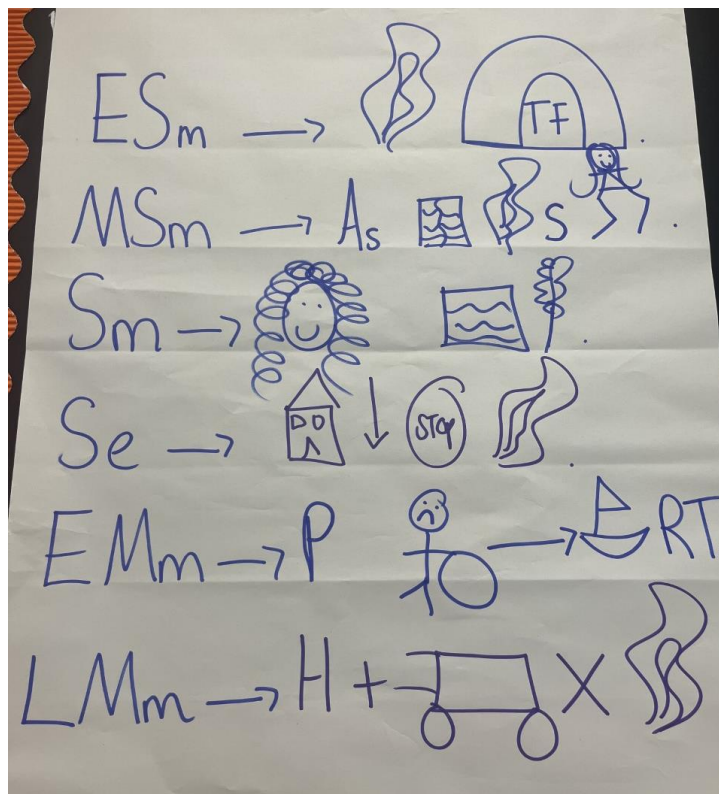 ESm → TF.
MSm → As S.
Sm → .
Se → ↓ STOP .
EMm → P → RT
LMm → H + X